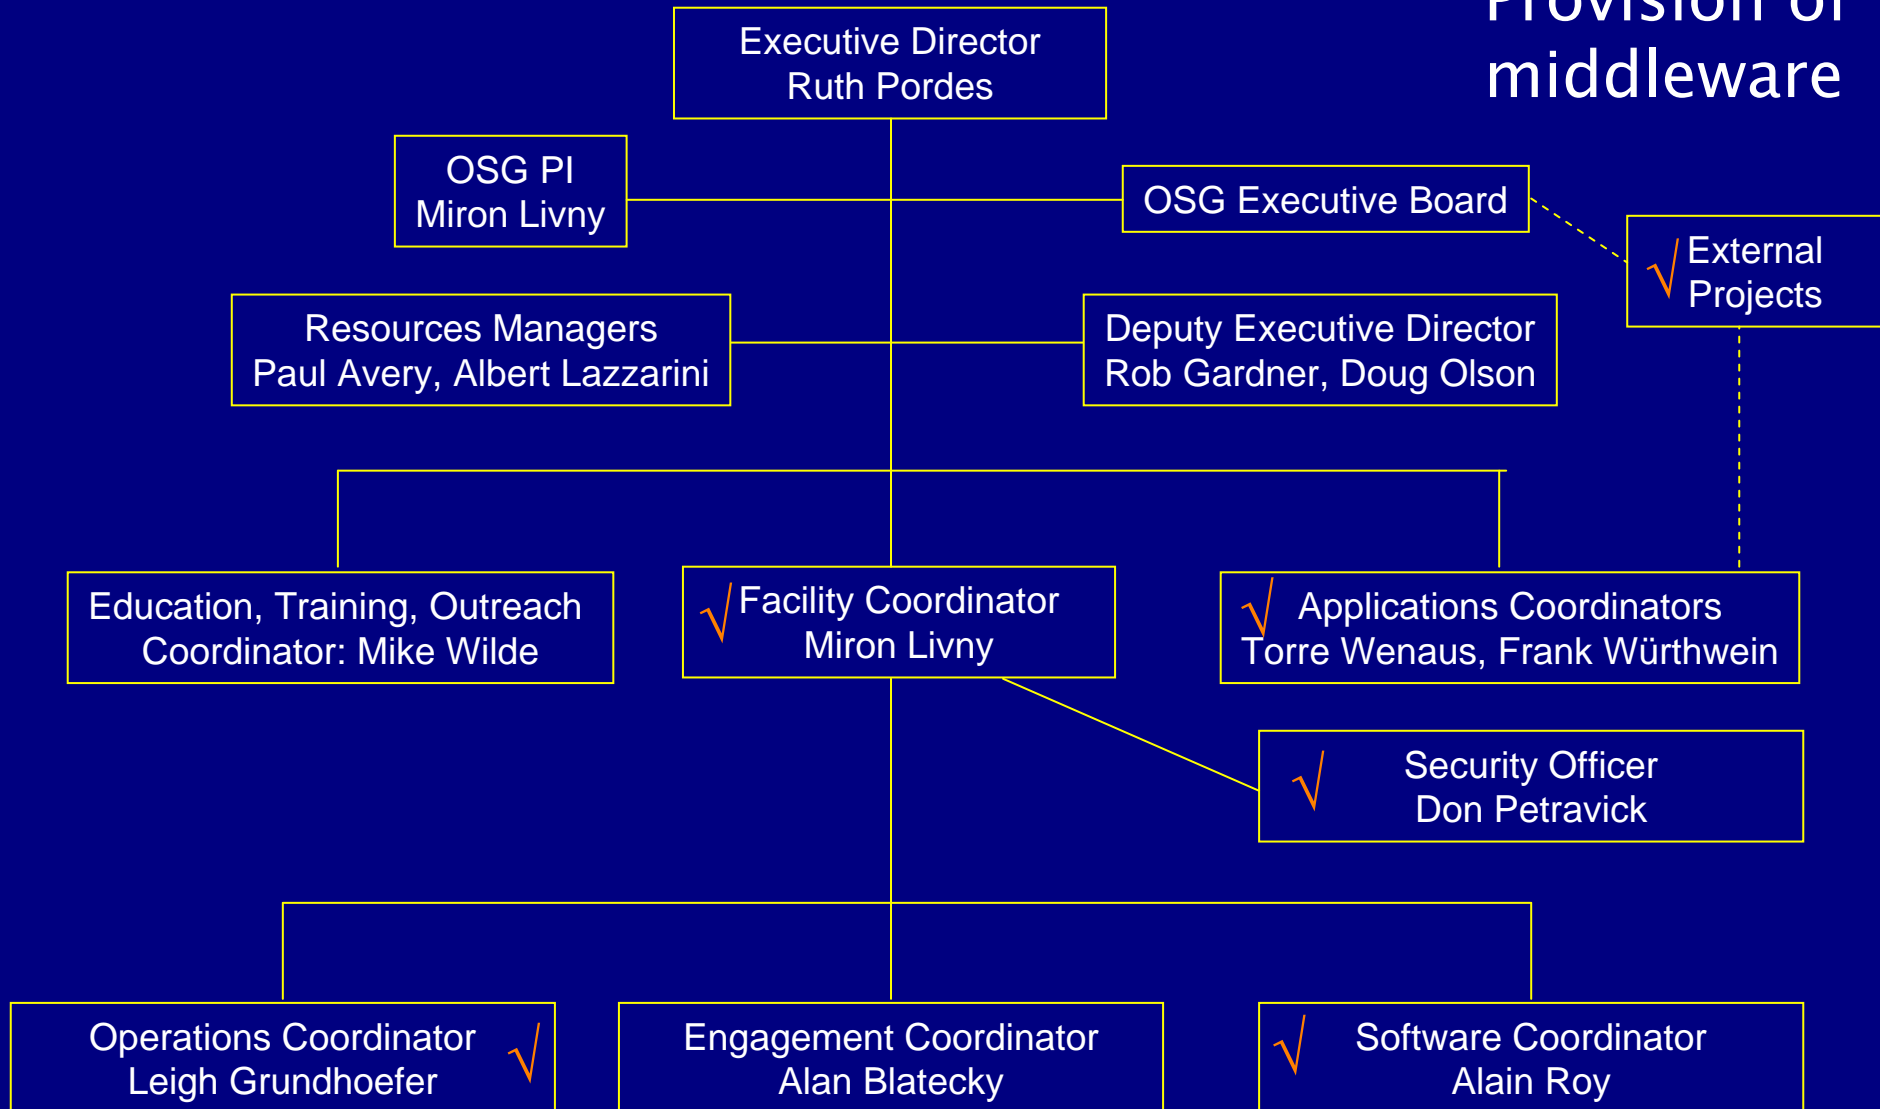 Provision of
middleware
Executive Director
Ruth Pordes
OSG PI
Miron Livny
OSG Executive Board
√ External
Projects
Resources Managers
Paul Avery, Albert Lazzarini
Deputy Executive Director
Rob Gardner, Doug Olson
Education, Training, Outreach
Coordinator: Mike Wilde
√ Facility Coordinator
Miron Livny
√ Applications Coordinators
Torre Wenaus, Frank Würthwein
√ Security Officer
Don Petravick
Operations Coordinator √
Leigh Grundhoefer
Engagement Coordinator
Alan Blatecky
√ Software Coordinator
Alain Roy